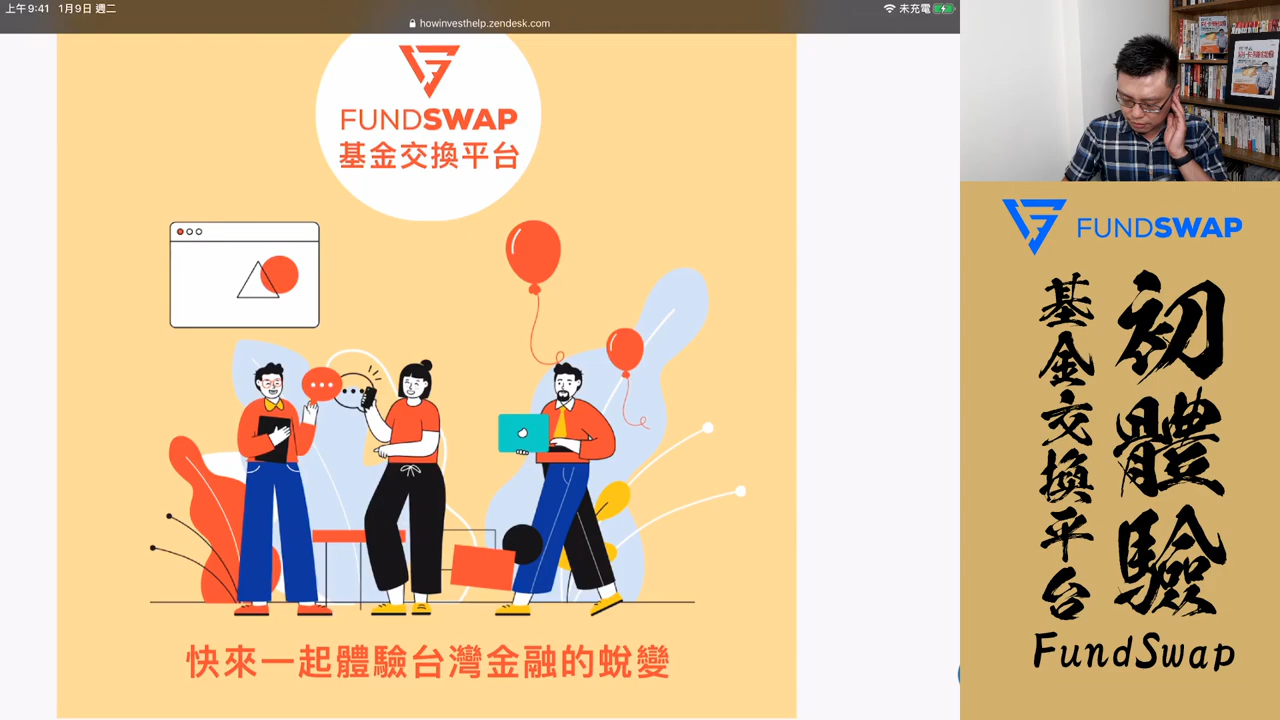 上午9:41 1月9日 週二
未充電
howinvesthelp.zendesk.com
FUNDSWAP
基金交換平台
快來一起體驗台灣金融的蛻變
FUNDSWAP
初體驗
基金交換平台
FundSwap